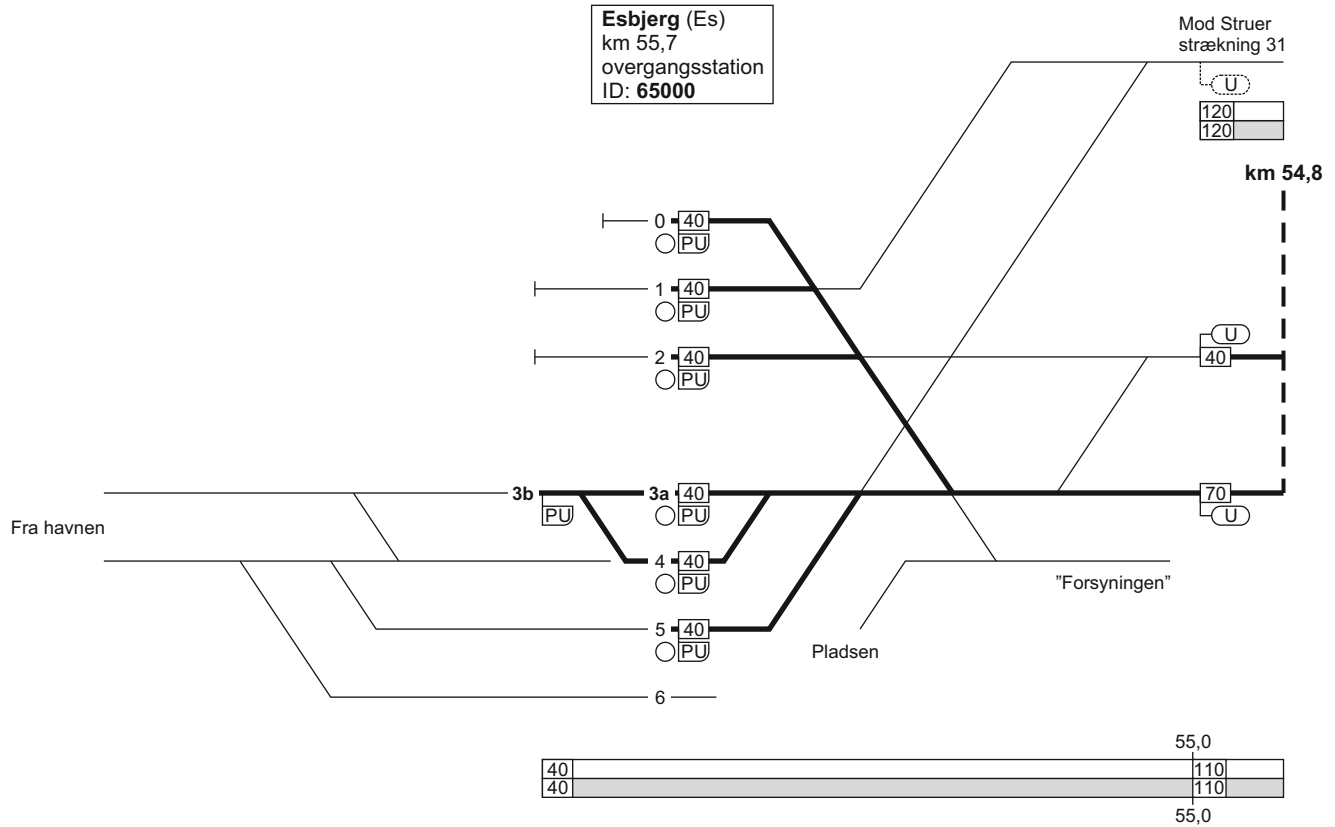 Esbjerg (Es)
km 55,7
overgangsstation
ID: 65000
Mod Struer
strækning 31
U
120
120
km 54,8
0 40
PU
1 40
PU
U
2 40
40
PU
3b
3a 40
70
PU
PU
U
Fra havnen
4 40
PU
"Forsyningen"
5 40
PU
Pladsen
6
55,0
40
110
40
110
55,0